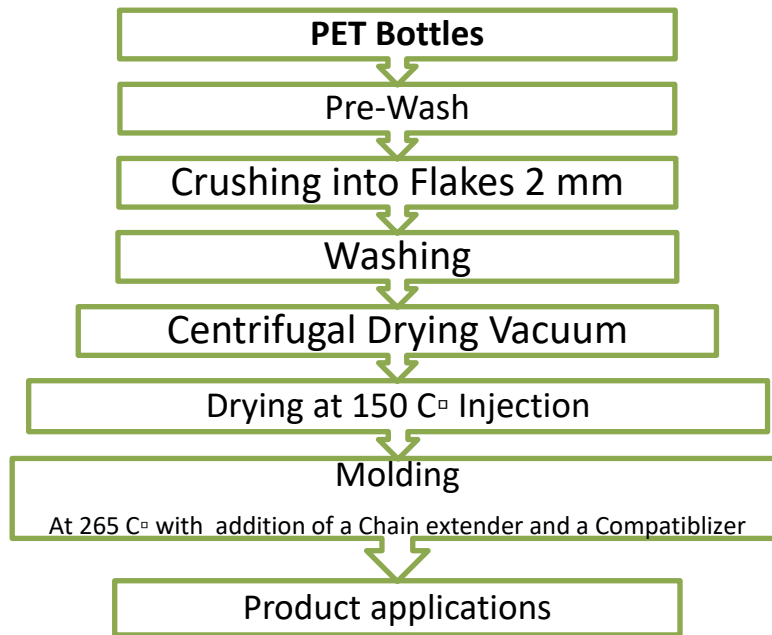 PET Bottles
Pre-Wash
Crushing into Flakes 2 mm
Washing
Centrifugal Drying Vacuum
Drying at 150 C▫ Injection
Molding
At 265 C▫ with addition of a Chain extender and a Compatiblizer
Product applications